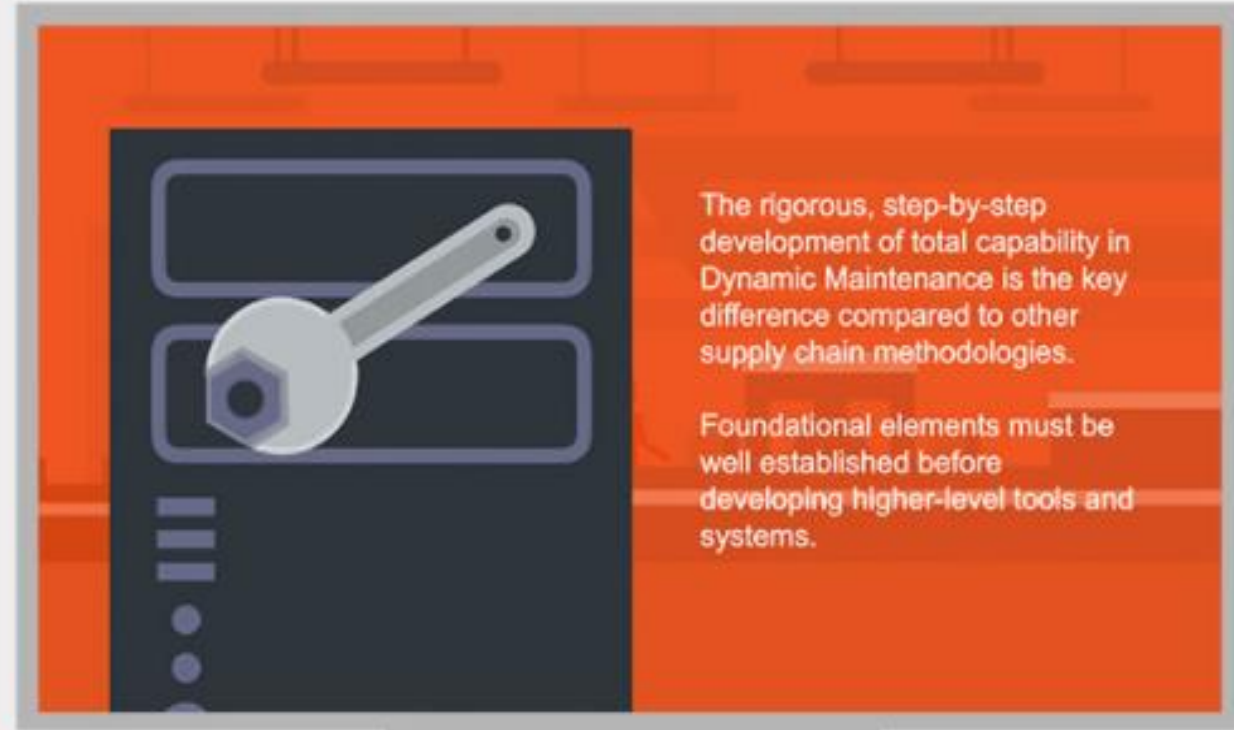 The rigorous, step-by-step
development of total capability in
Dynamic Maintenance is the key
difference compared to other
supply chain methodologies.
Foundational elements must be
well established before
developing higher-level tools and
systems.